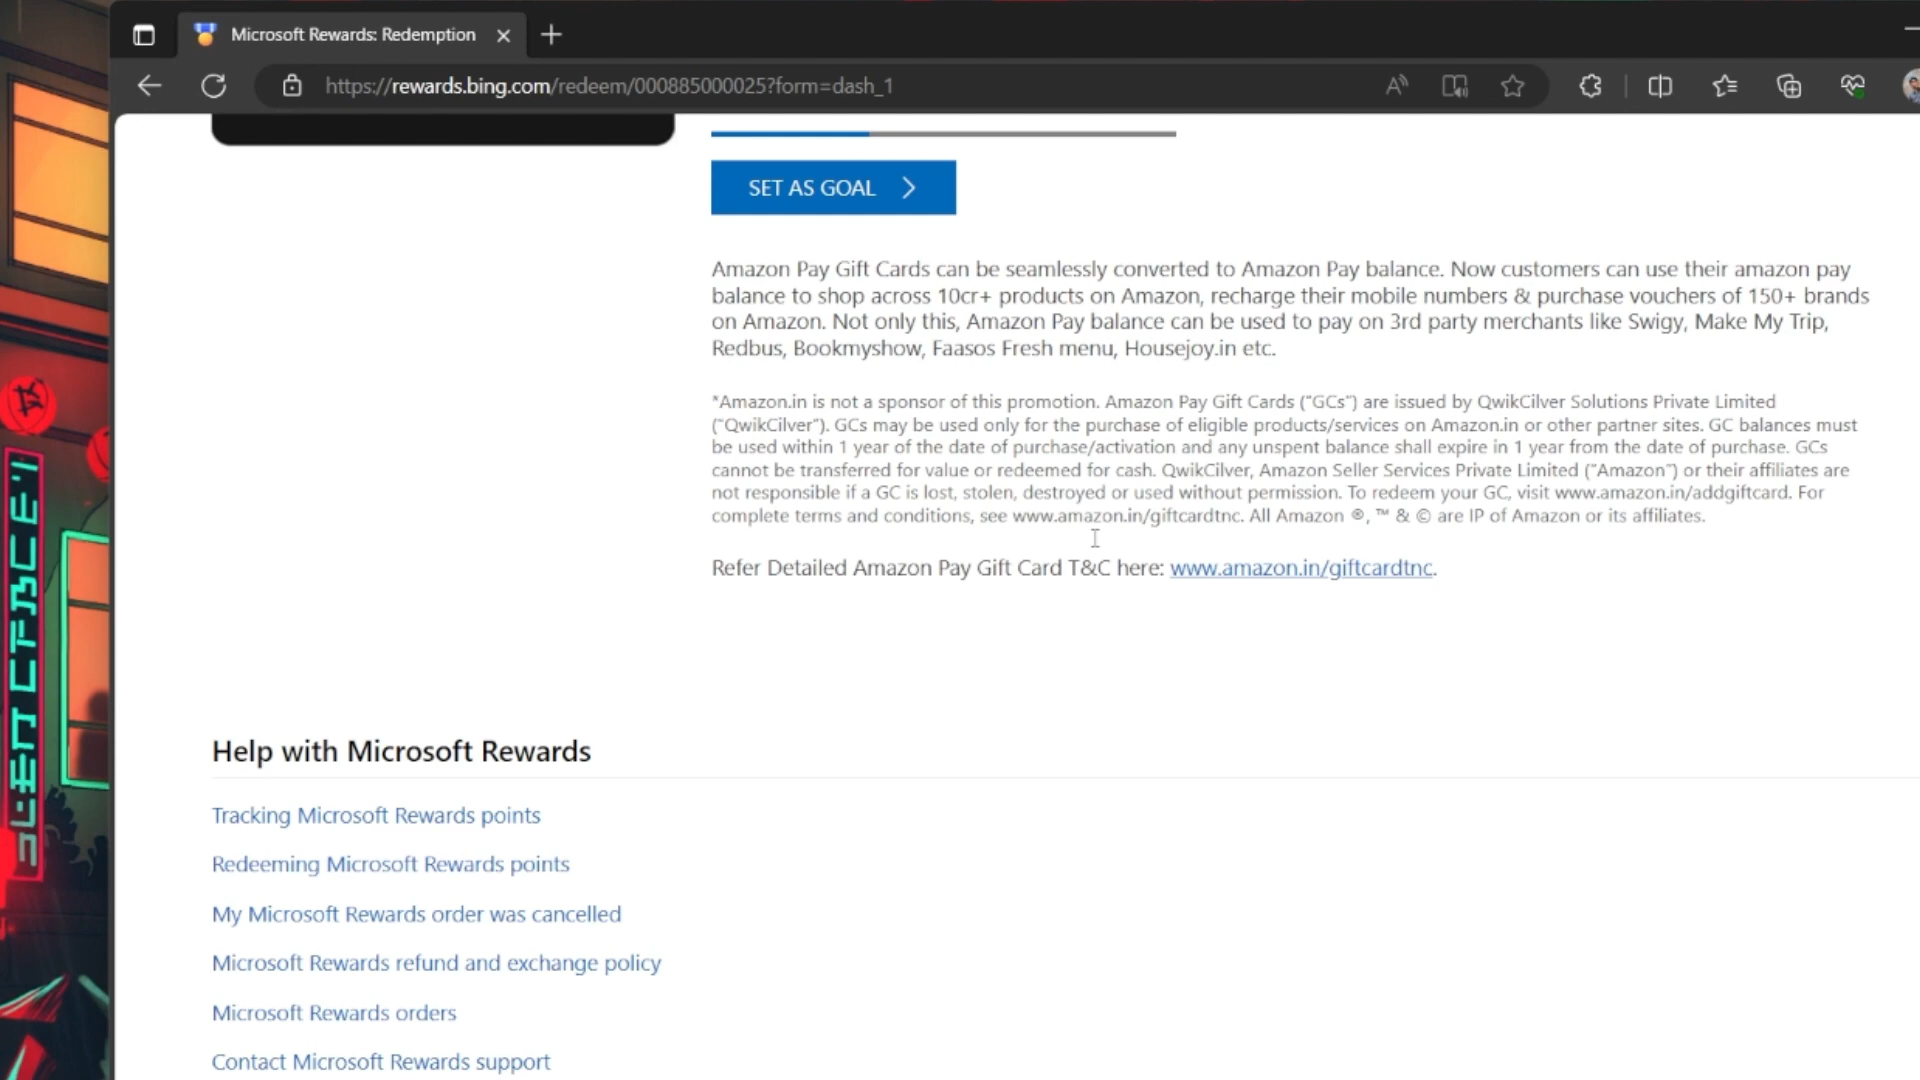 Microsoft Rewards: Redemption
https://rewards.bing.com/redeem/000885000025?form=dash_1
SET AS GOAL
Amazon Pay Gift Cards can be seamlessly converted to Amazon Pay balance. Now customers can use their amazon pay
balance to shop across 10cr+ products on Amazon, recharge their mobile numbers & purchase vouchers of 150+ brands
on Amazon. Not only this, Amazon Pay balance can be used to pay on 3rd party merchants like Swigy, Make My Trip,
Redbus, Bookmyshow, Faasos Fresh menu, Housejoy.in etc.
*Amazon.in is not a sponsor of this promotion. Amazon Pay Gift Cards ("GCs") are issued by QwikCilver Solutions Private Limited
("QwikCilver"). GCs may be used only for the purchase of eligible products/services on Amazon.in or other partner sites. GC balances must
be used within 1 year of the date of purchase/activation and any unspent balance shall expire in 1 year from the date of purchase. GCs
cannot be transferred for value or redeemed for cash. QwikCilver, Amazon Seller Services Private Limited ("Amazon") or their affiliates are
not responsible if a GC is lost, stolen, destroyed or used without permission. To redeem your GC, visit www.amazon.in/addgiftcard. For
complete terms and conditions, see www.amazon.in/giftcardtnc. All Amazon ®, ™ & © are IP of Amazon or its affiliates.
Refer Detailed Amazon Pay Gift Card T&C here: www.amazon.in/giftcardtnc.
Help with Microsoft Rewards
Tracking Microsoft Rewards points
Redeeming Microsoft Rewards points
My Microsoft Rewards order was cancelled
Microsoft Rewards refund and exchange policy
Microsoft Rewards orders
Contact Microsoft Rewards support